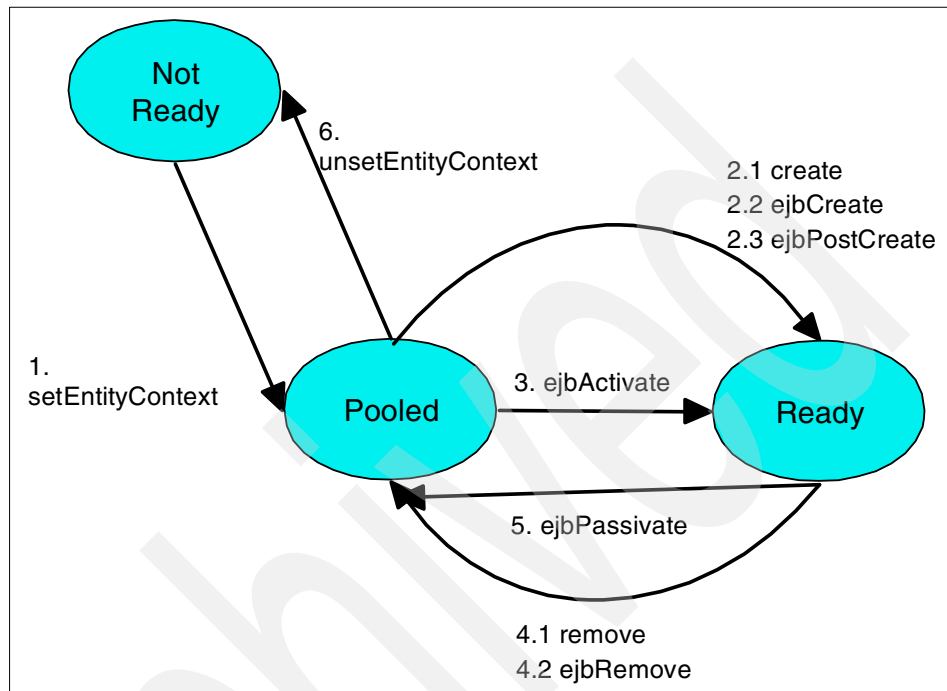 Not
Ready
6.
unsetEntityContext
2.1 create
2.2 ejbCreate
2.3 ejbPostCreate
1.
setEntityContext
Pooled
3. ejbActivate
Ready
5. ejbPassivate
4.1 remove
4.2 ejbRemove